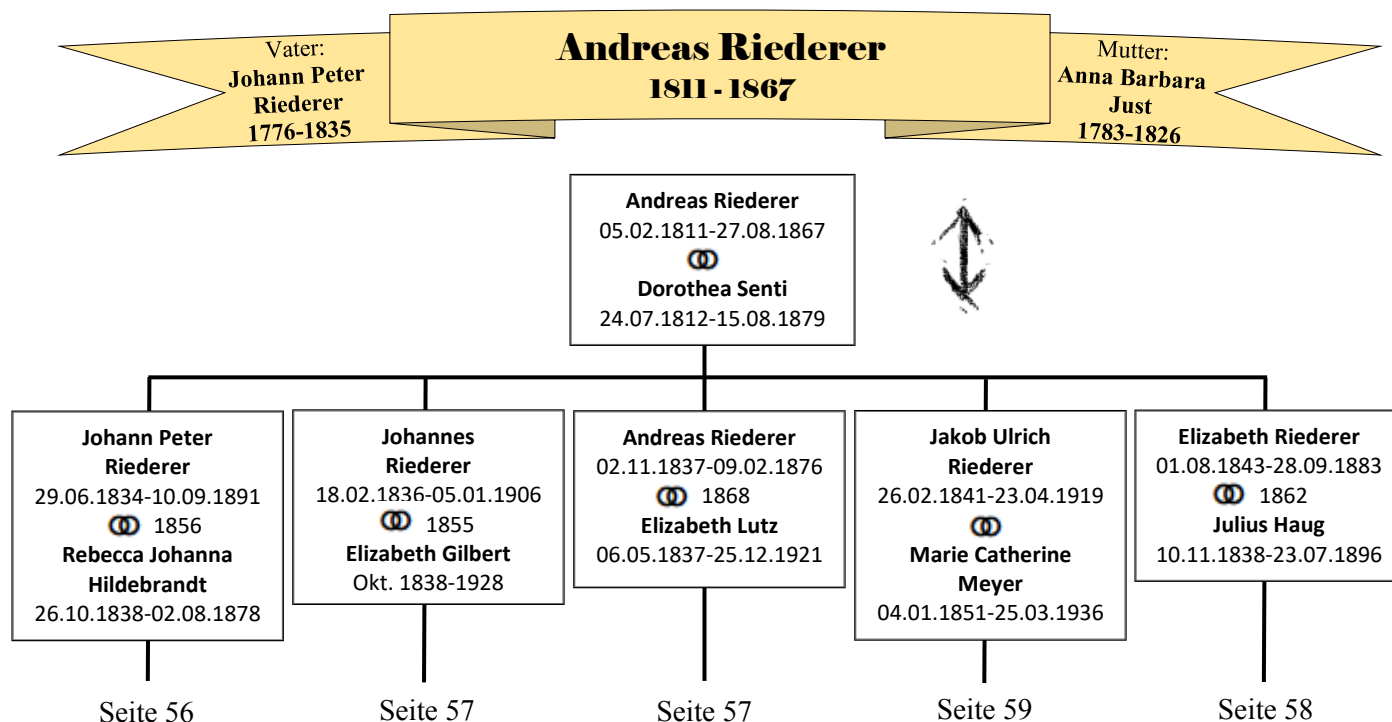 Vater:
Johann Peter
Riederer
1776-1835
Andreas Riederer
1811 - 1867
Mutter:
Anna Barbara
Just
1783-1826
Andreas Riederer
05.02.1811-27.08.1867
Dorothea Senti
24.07.1812-15.08.1879
Johann Peter
Riederer
29.06.1834-10.09.1891
1856
Rebecca Johanna
Hildebrandt
26.10.1838-02.08.1878
Johannes
Riederer
18.02.1836-05.01.1906
1855
Elizabeth Gilbert
Okt. 1838-1928
Andreas Riederer
02.11.1837-09.02.1876
1868
Elizabeth Lutz
06.05.1837-25.12.1921
Jakob Ulrich
Riederer
26.02.1841-23.04.1919
Marie Catherine
Meyer
04.01.1851-25.03.1936
Elizabeth Riederer
01.08.1843-28.09.1883
1862
Julius Haug
10.11.1838-23.07.1896
Seite 56
Seite 57
Seite 57
Seite 59
Seite 58